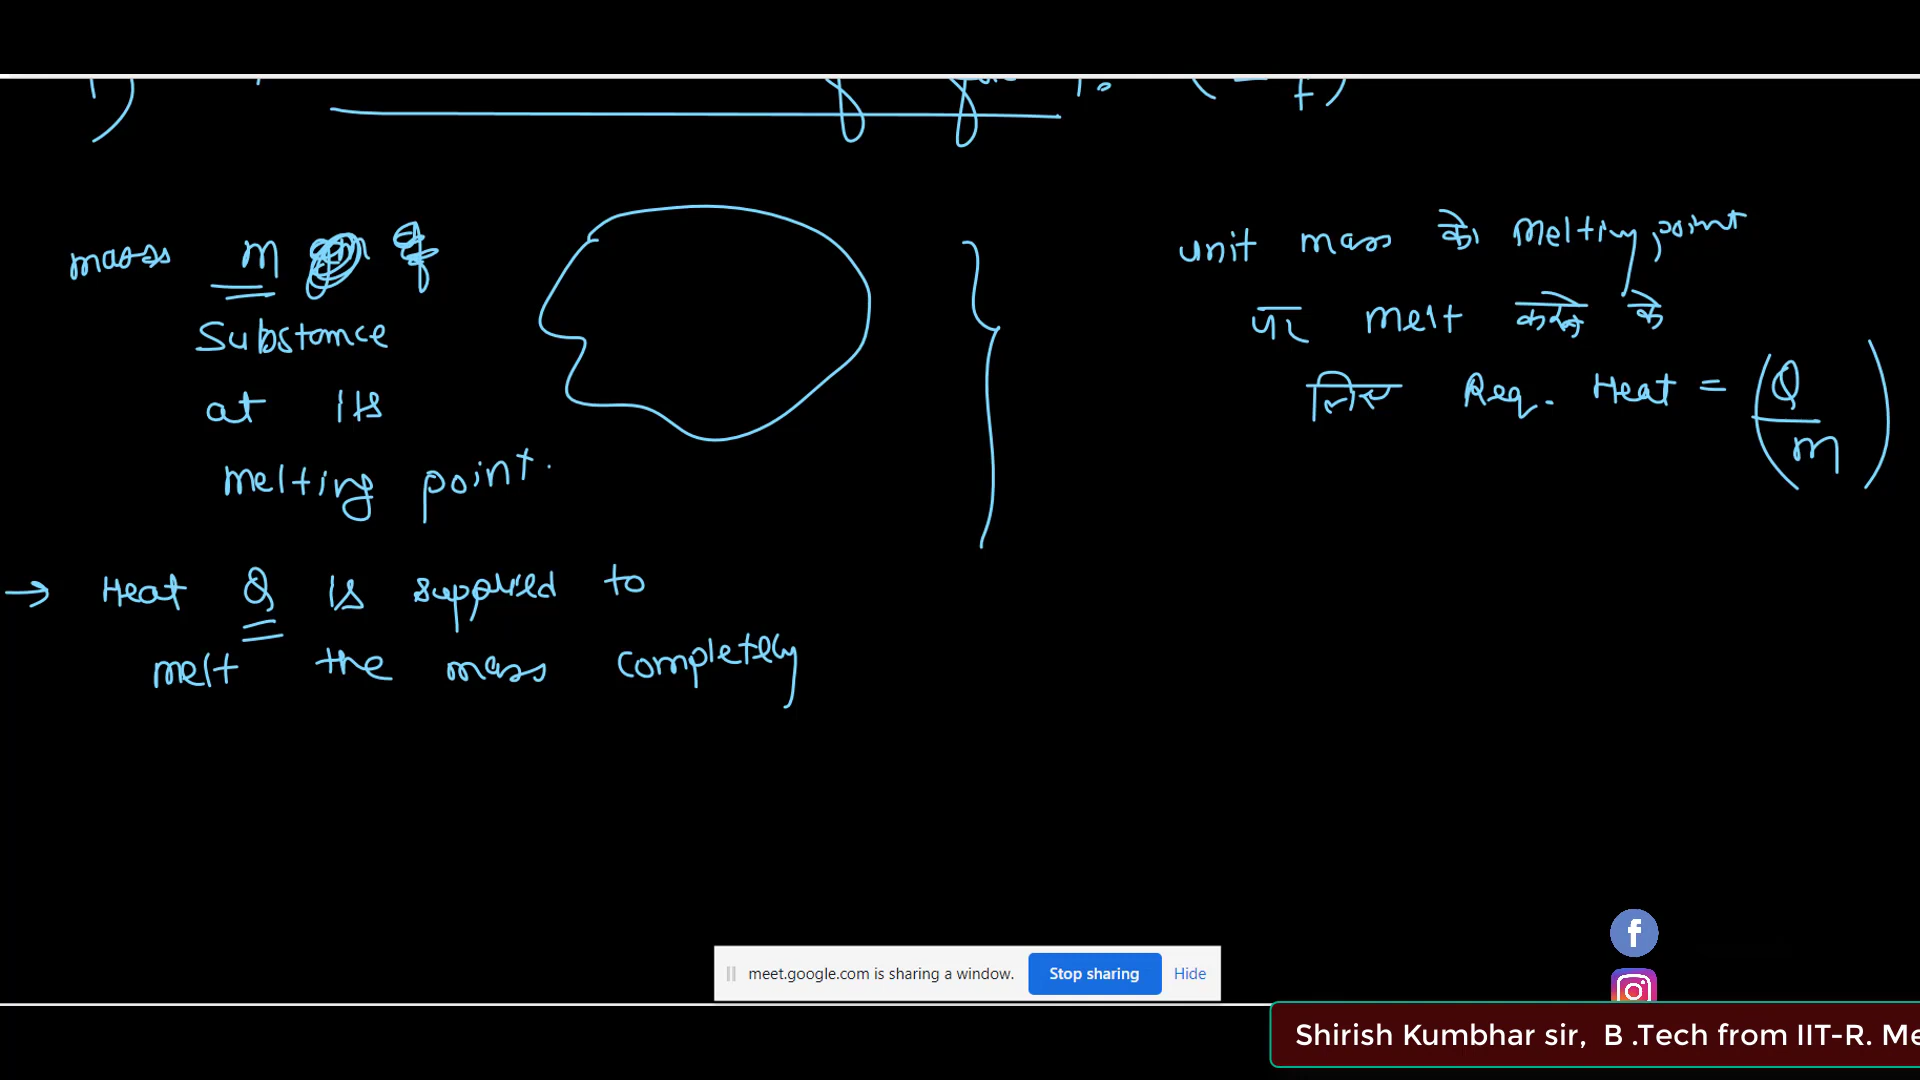 mass m of
Substance
at its
melting point.
→ Heat Q is supplied to
melt the mass completely
unit mass को melting point
पर melt करने के
लिए Req. Heat = (Q/m)
meet.google.com is sharing a window. Stop sharing Hide
Shirish Kumbhar sir, B .Tech from IIT-R. Me